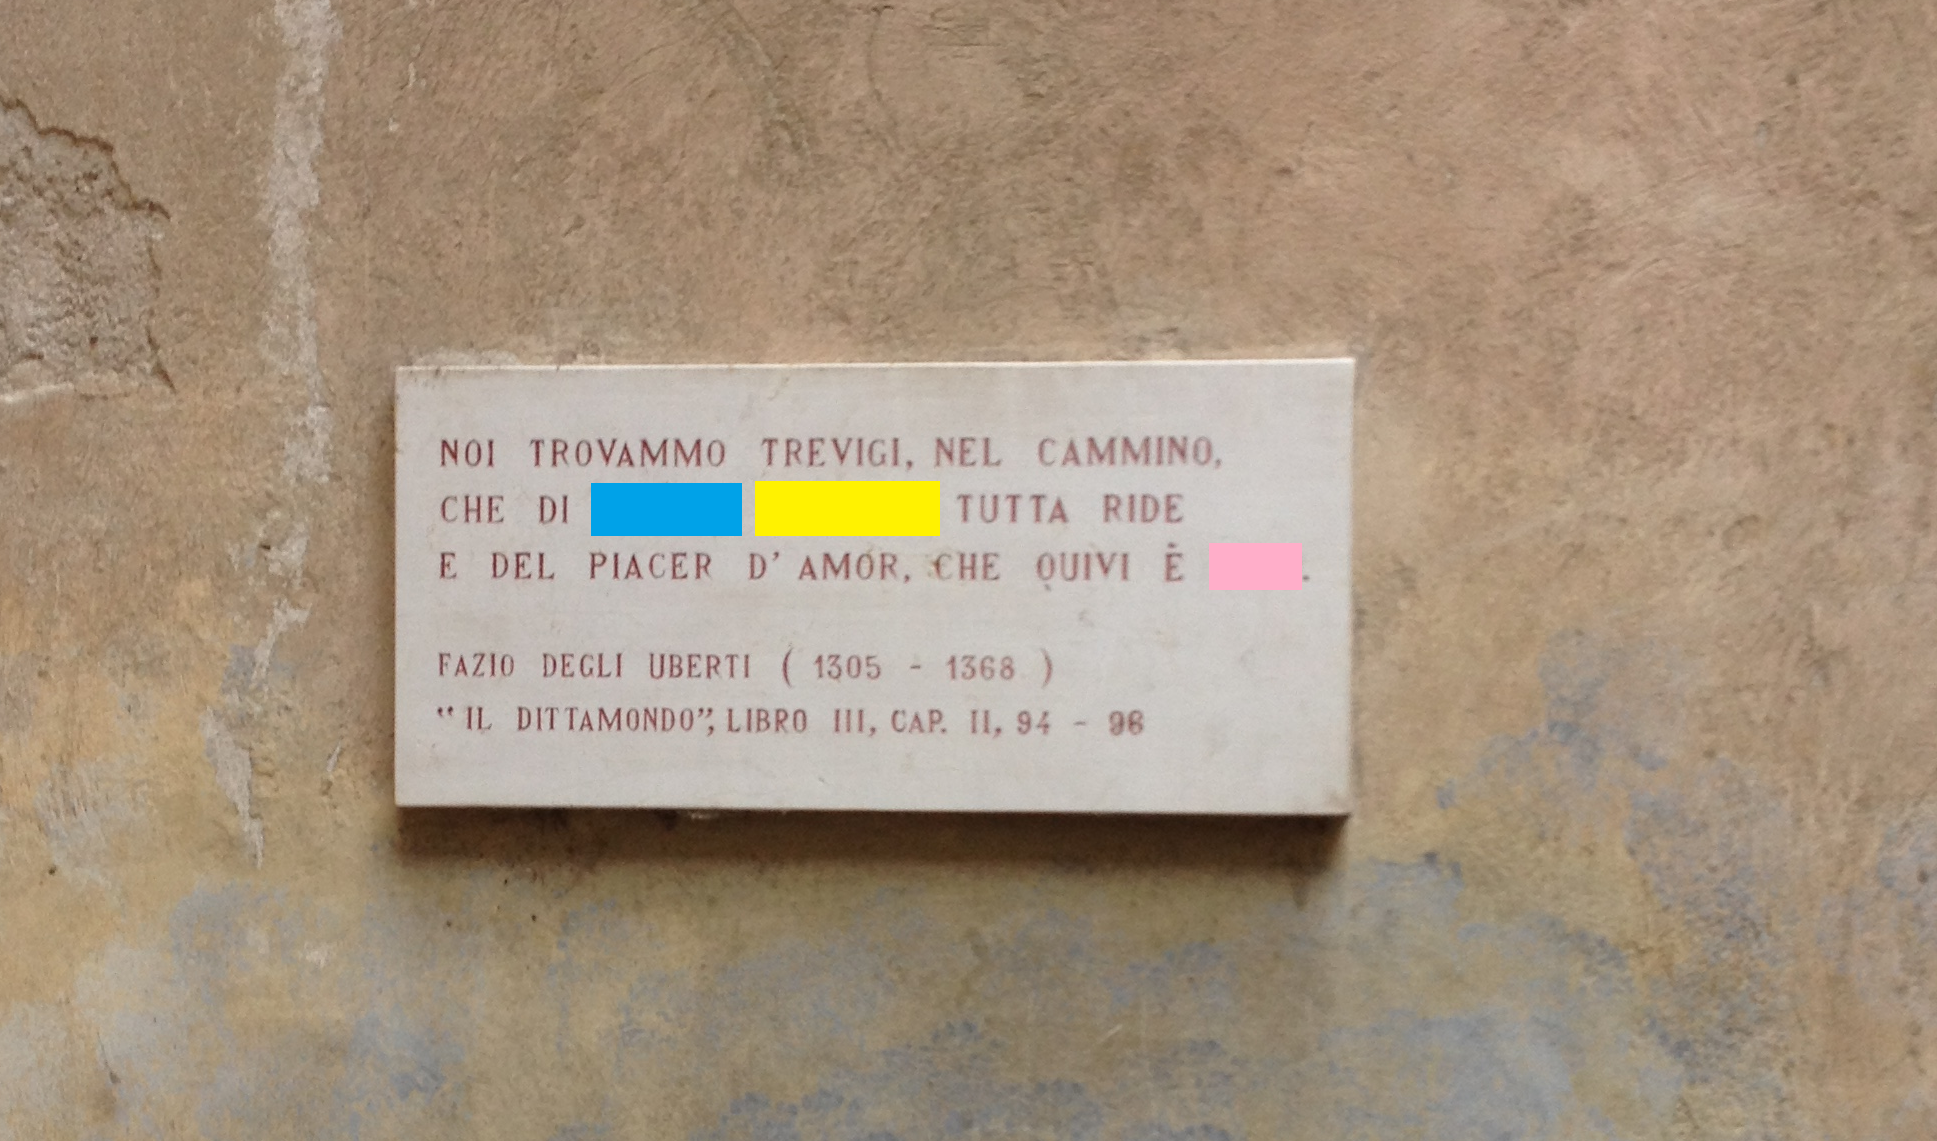 NOI TROVAMMO TREVIGI, NEL CAMMINO,
CHE DI TUTTA RIDE
E DEL PIACER D' AMOR, CHE QUIVI È .
FAZIO DEGLI UBERTI ( 1305 - 1368 )
“ IL DITTAMONDO”, LIBRO III, CAP. II, 94 - 96